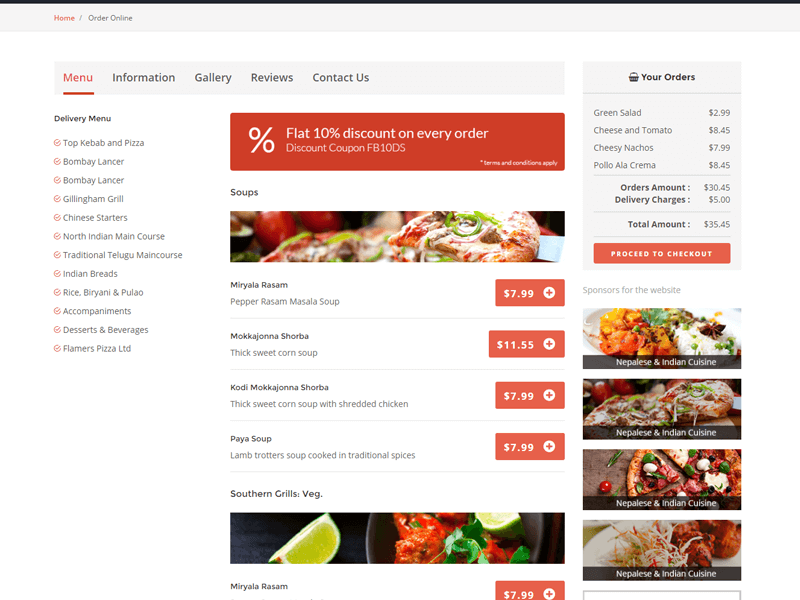 Home / Order Online
Menu Information Gallery Reviews Contact Us
Delivery Menu
Top Kebab and Pizza
Bombay Lancer
Bombay Lancer
Gillingham Grill
Chinese Starters
North Indian Main Course
Traditional Telugu Maincourse
Indian Breads
Rice, Biryani & Pulao
Accompaniments
Desserts & Beverages
Flamers Pizza Ltd
% Flat 10% discount on every order
Discount Coupon FB10DS
* terms and conditions apply
Soups
Miryala Rasam
Pepper Rasam Masala Soup
$7.99
Mokkajonna Shorba
Thick sweet corn soup
$11.55
Kodi Mokkajonna Shorba
Thick sweet corn soup with shredded chicken
$7.99
Paya Soup
Lamb trotters soup cooked in traditional spices
$7.99
Southern Grills: Veg.
Miryala Rasam
$7.99
Your Orders
Green Salad $2.99
Cheese and Tomato $8.45
Cheesy Nachos $7.99
Pollo Ala Crema $8.45
Orders Amount : $30.45
Delivery Charges : $5.00
Total Amount : $35.45
PROCEED TO CHECKOUT
Sponsors for the website
Nepalese & Indian Cuisine
Nepalese & Indian Cuisine
Nepalese & Indian Cuisine
Nepalese & Indian Cuisine